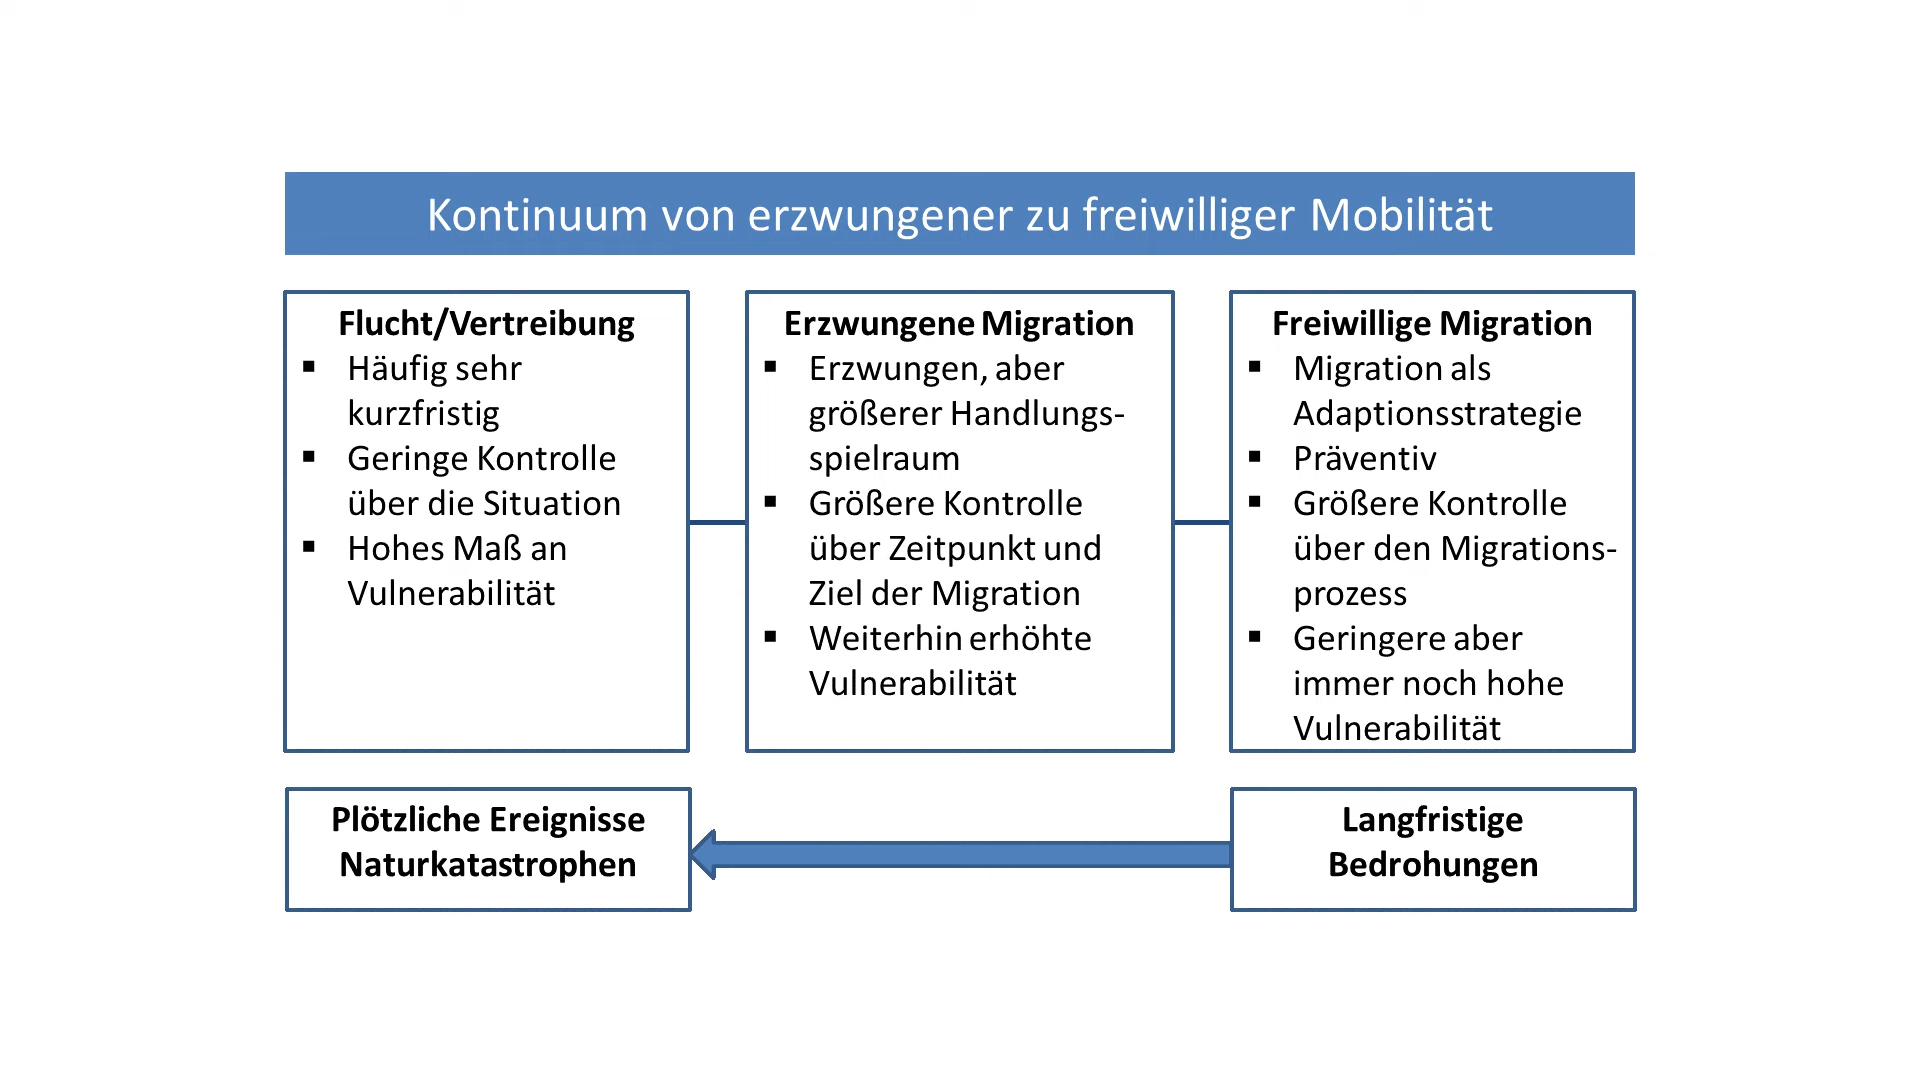 Kontinuum von erzwungener zu freiwilliger Mobilität
Flucht/Vertreibung
▪ Häufig sehr
kurzfristig
▪ Geringe Kontrolle
über die Situation
▪ Hohes Maß an
Vulnerabilität
Erzwungene Migration
▪ Erzwungen, aber
größerer Handlungs-
spielraum
▪ Größere Kontrolle
über Zeitpunkt und
Ziel der Migration
▪ Weiterhin erhöhte
Vulnerabilität
Freiwillige Migration
▪ Migration als
Adaptionsstrategie
▪ Präventiv
▪ Größere Kontrolle
über den Migrations-
prozess
▪ Geringere aber
immer noch hohe
Vulnerabilität
Plötzliche Ereignisse
Naturkatastrophen
Langfristige
Bedrohungen